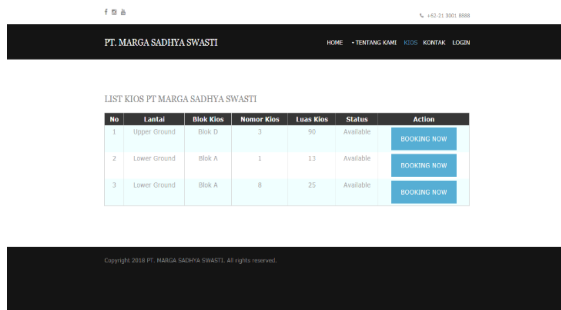 +62-21 3001 8888
PT. MARGA SADHYA SWASTI
HOME • TENTANG KAMI KIOS KONTAK LOGIN
LIST KIOS PT MARGA SADHYA SWASTI
No Lantai Blok Kios Nomor Kios Luas Kios Status Action
1 Upper Ground Blok 3 90 Available BOOKING NOW
2 Lower Ground Blok A 1 13 Available BOOKING NOW
3 Lower Ground Blok A 8 25 Available BOOKING NOW
Copyright 2018 PT. MARGA SADHYA SWASTI. All rights reserved.